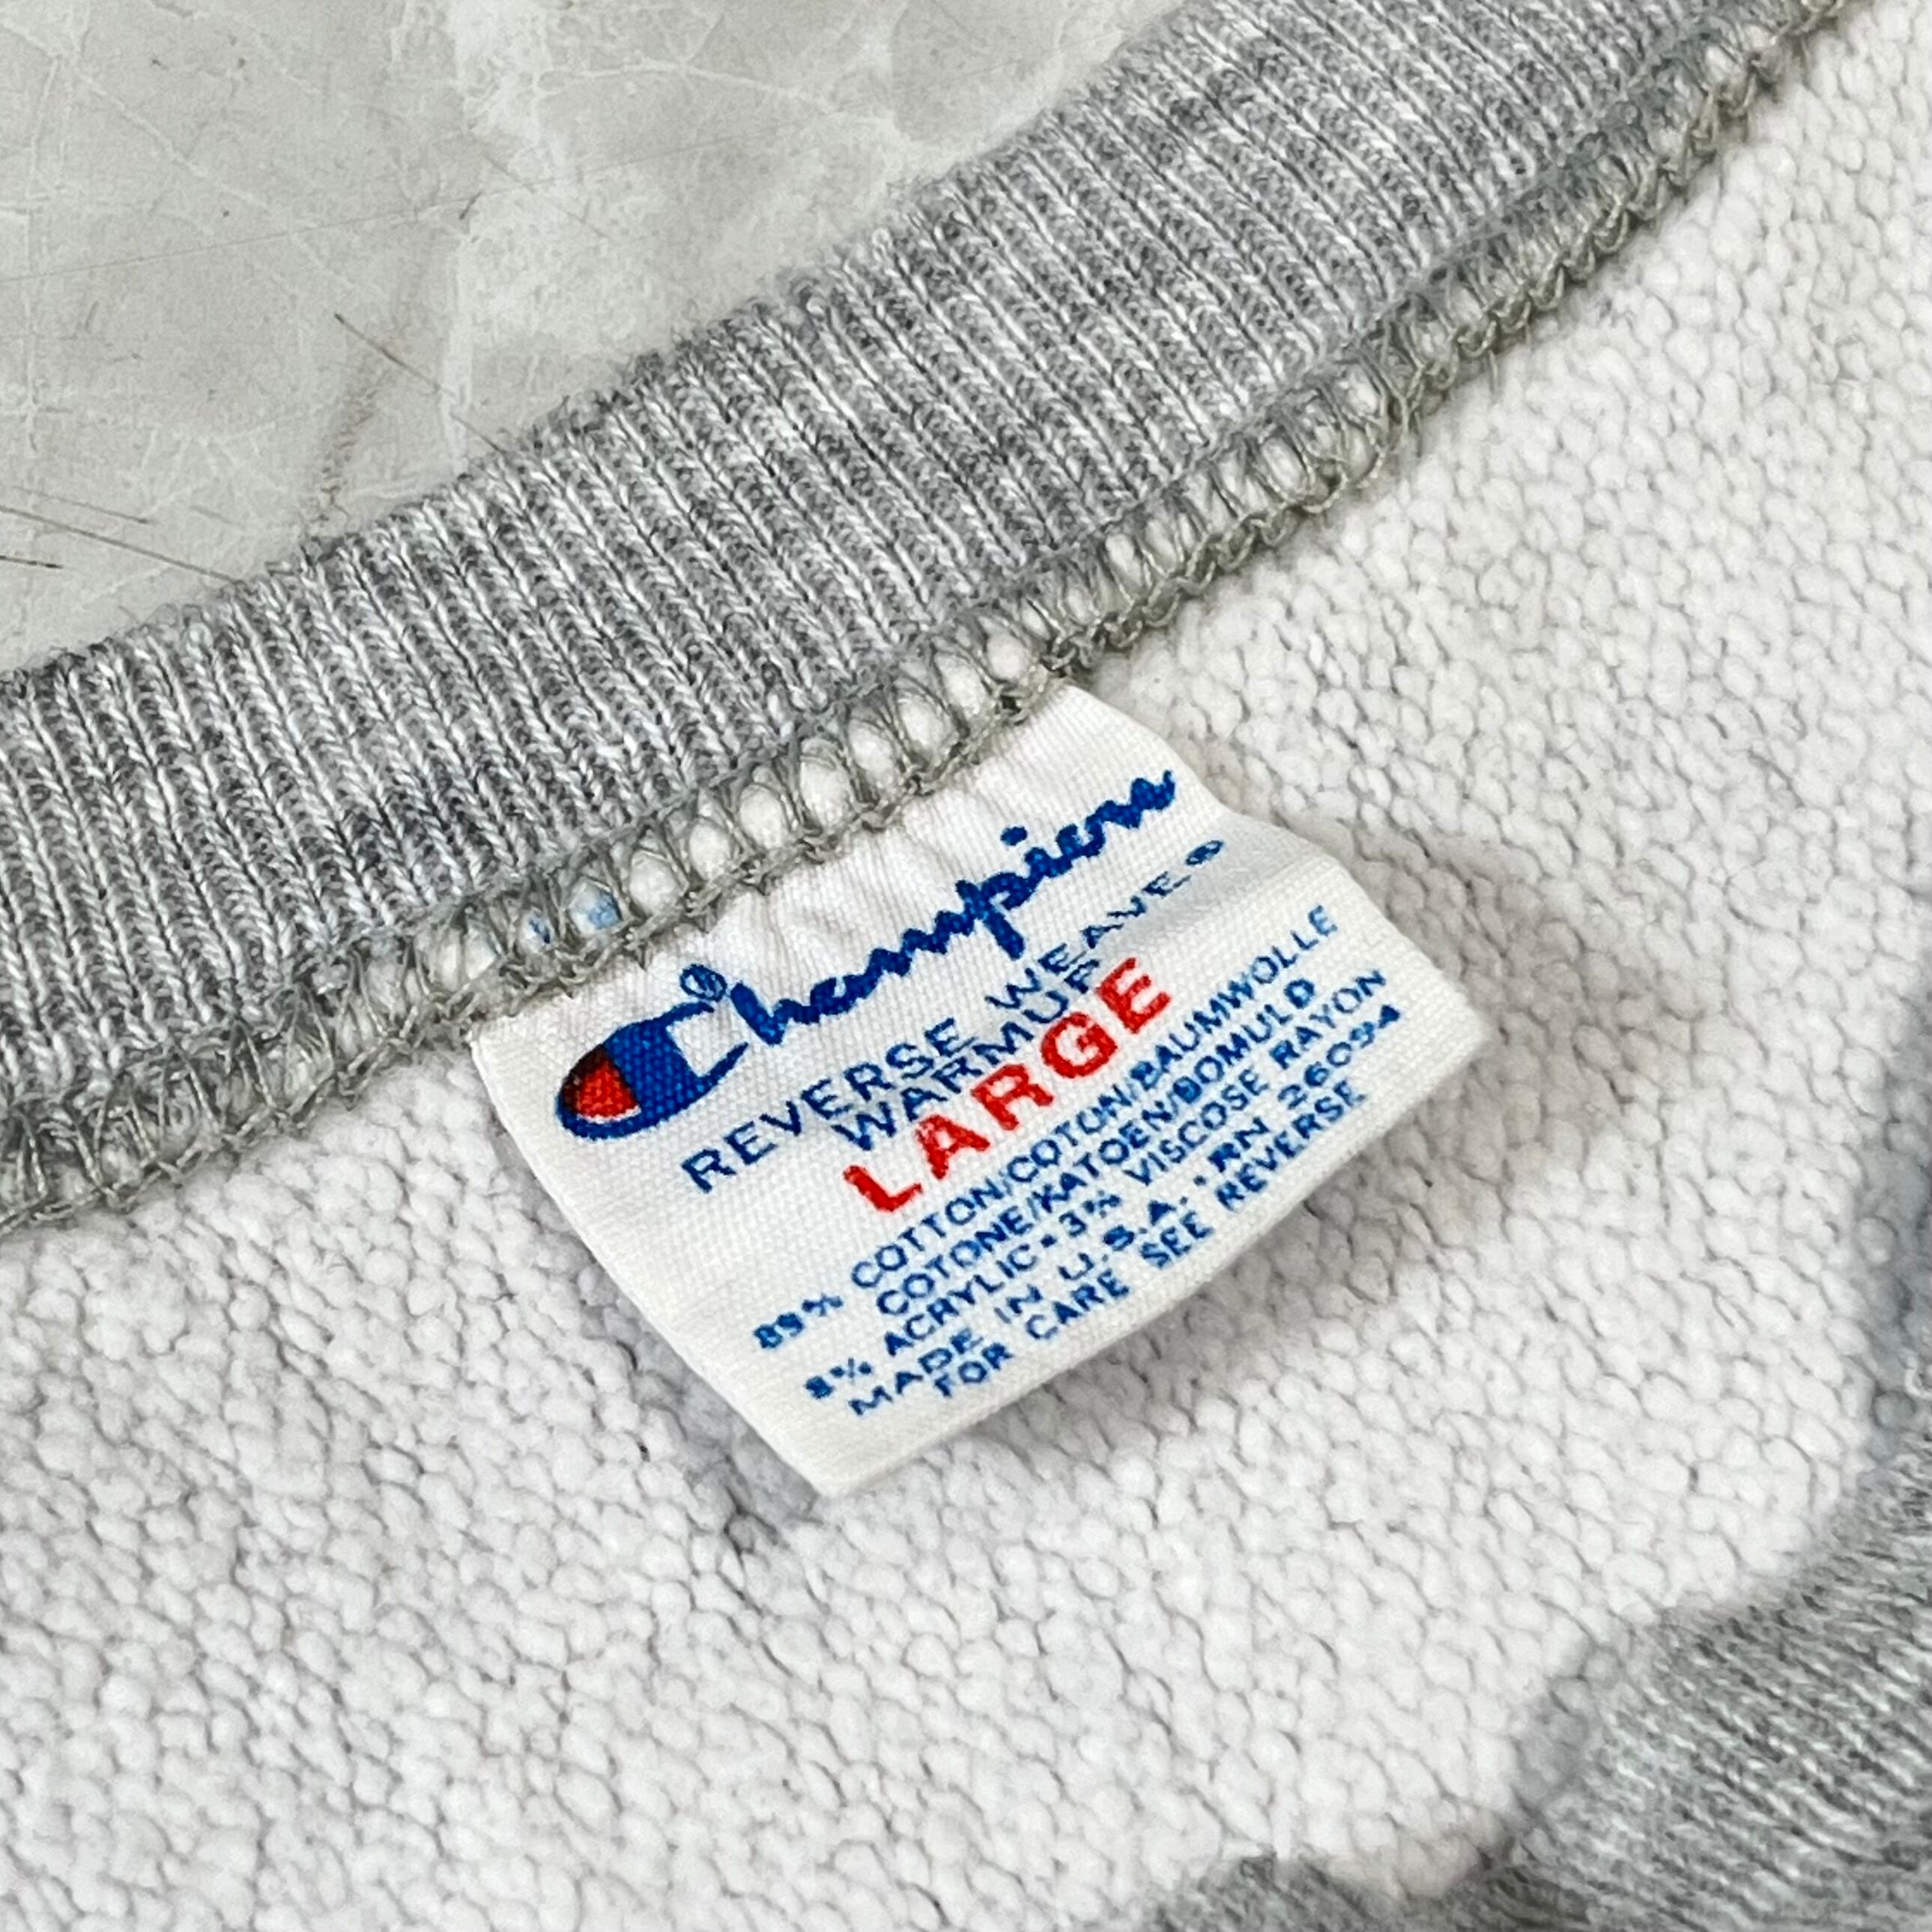 Champion®
REVERSE WEAVE®
WARMUP
LARGE
89% COTTON/COTON/BAUMWOLLE
COTONE/KATOEN/BOMULD
8% ACRYLIC•3% VISCOSE RAYON
MADE IN U.S.A. • RN 26094
FOR CARE SEE REVERSE